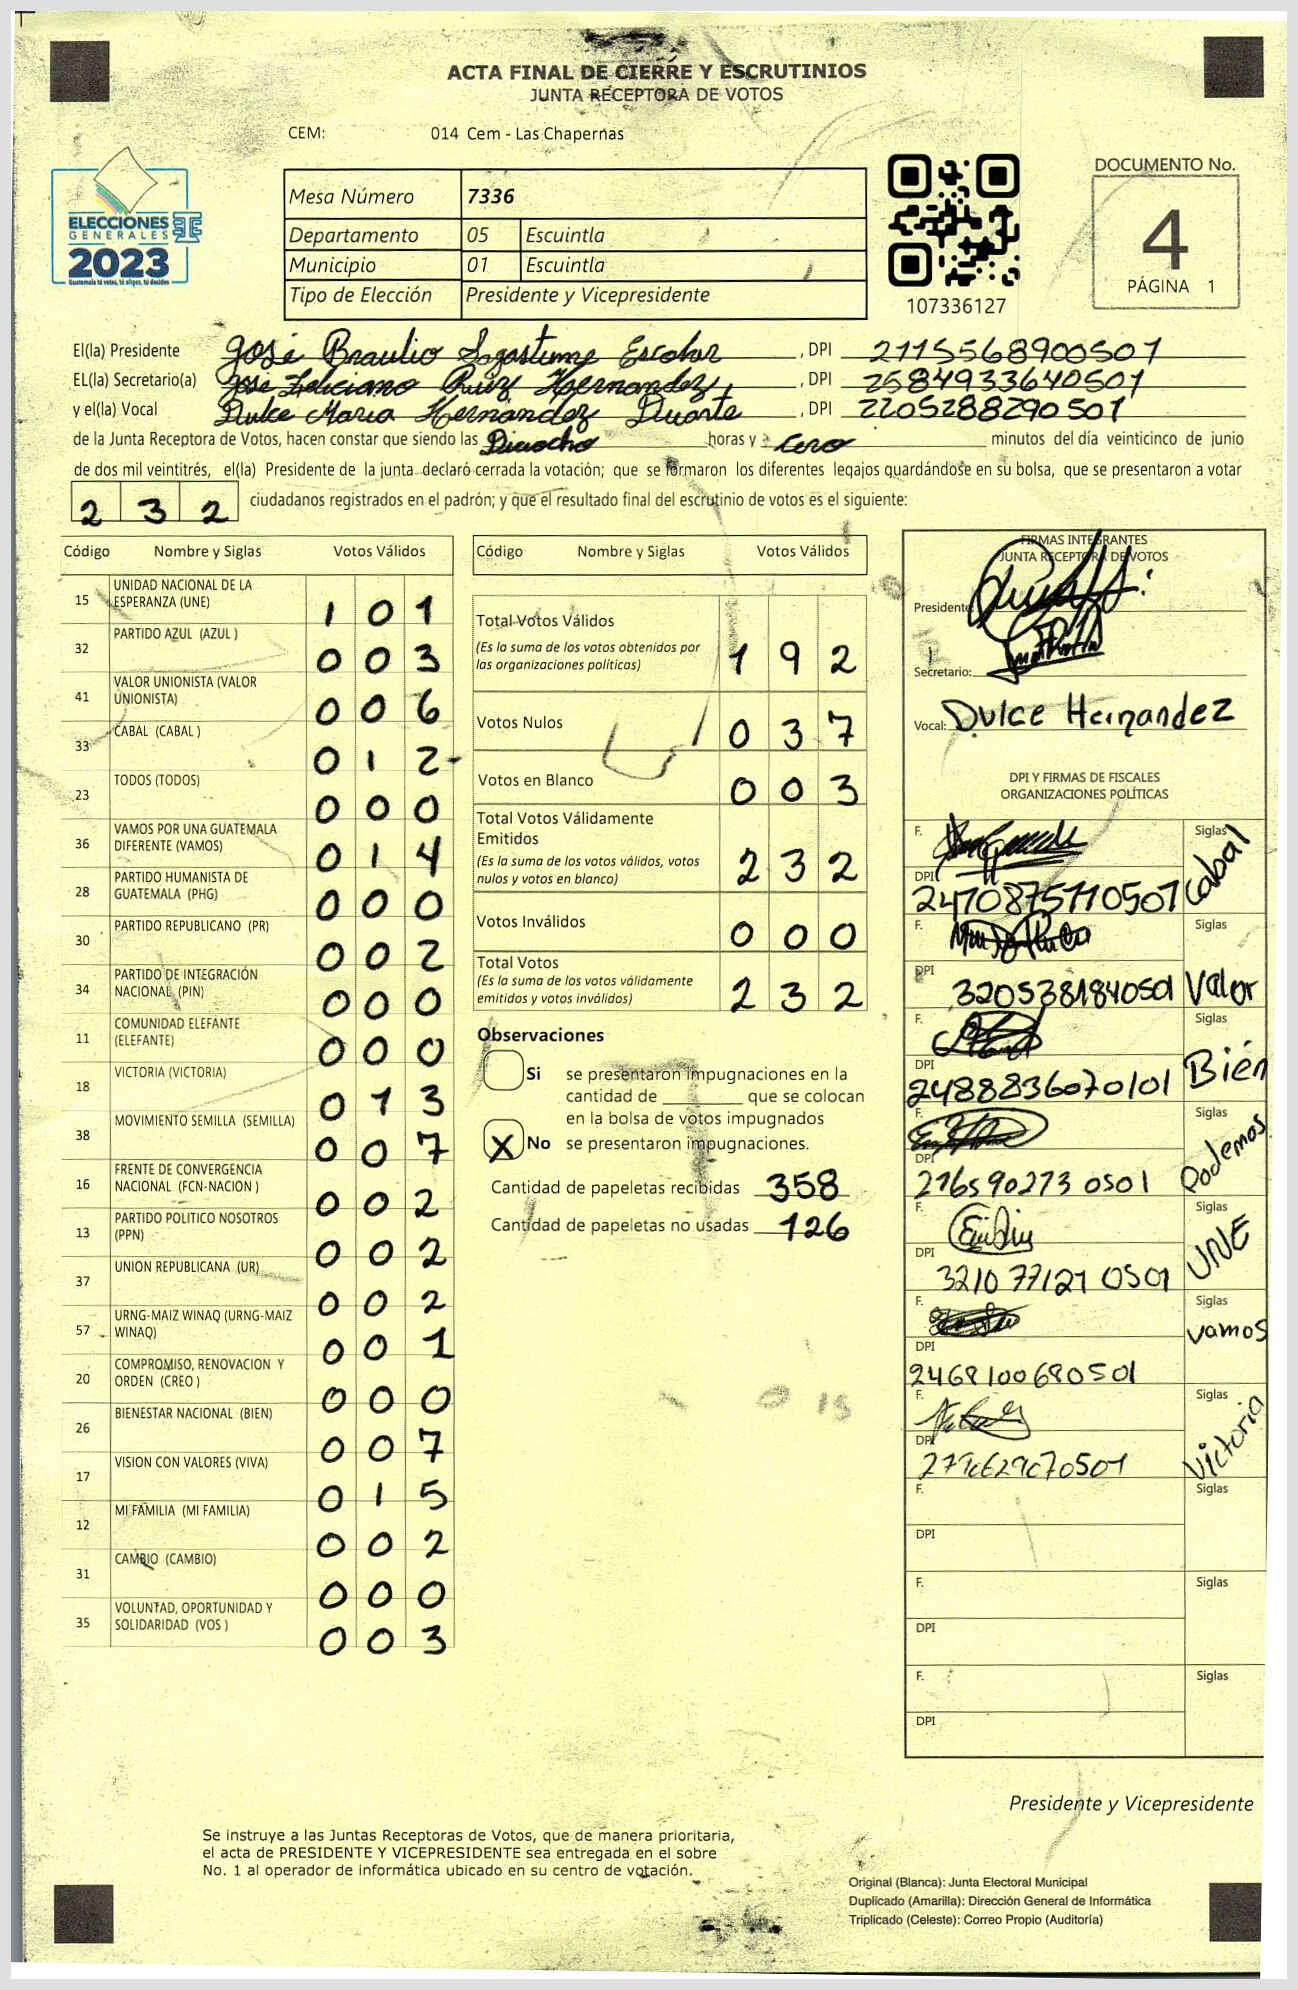 ACTA FINAL DE CIERRE Y ESCRUTINIOS
JUNTA RECEPTORA DE VOTOS
CEM: 014 Cem - Las Chapernas
ELECCIONES
GENERALES
2023
Guatemala tú votas, tú eliges, tú decides
Mesa Número 7336
Departamento 05 Escuintla
Municipio 01 Escuintla
Tipo de Elección Presidente y Vicepresidente
107336127
DOCUMENTO No.
4
PÁGINA 1
El(la) Presidente José Braulio Sagastume Escobar , DPI 2115568900501
EL(la) Secretario(a) José Feliciano Ruiz Hernandez, , DPI 2584933640501
y el(la) Vocal Dulce Maria Hernández Duarte , DPI 2205288290501
de la Junta Receptora de Votos, hacen constar que siendo las Dieciocho horas y cero minutos del día veinticinco de junio
de dos mil veintitrés, el(la) Presidente de la junta declaró cerrada la votación; que se formaron los diferentes legajos guardándose en su bolsa, que se presentaron a votar
2 3 2 ciudadanos registrados en el padrón; y que el resultado final del escrutinio de votos es el siguiente:
Código Nombre y Siglas Votos Válidos
15 UNIDAD NACIONAL DE LA ESPERANZA (UNE) 1 0 1
32 PARTIDO AZUL (AZUL ) 0 0 3
41 VALOR UNIONISTA (VALOR UNIONISTA) 0 0 6
33 CABAL (CABAL ) 0 1 2
23 TODOS (TODOS) 0 0 0
36 VAMOS POR UNA GUATEMALA DIFERENTE (VAMOS) 0 1 4
28 PARTIDO HUMANISTA DE GUATEMALA (PHG) 0 0 0
30 PARTIDO REPUBLICANO (PR) 0 0 2
34 PARTIDO DE INTEGRACIÓN NACIONAL (PIN) 0 0 0
11 COMUNIDAD ELEFANTE (ELEFANTE) 0 0 0
18 VICTORIA (VICTORIA) 0 1 3
38 MOVIMIENTO SEMILLA (SEMILLA) 0 0 7
16 FRENTE DE CONVERGENCIA NACIONAL (FCN-NACION ) 0 0 2
13 PARTIDO POLITICO NOSOTROS (PPN) 0 0 2
37 UNION REPUBLICANA (UR) 0 0 2
57 URNG-MAIZ WINAQ (URNG-MAIZ WINAQ) 0 0 1
20 COMPROMISO, RENOVACION Y ORDEN (CREO ) 0 0 0
26 BIENESTAR NACIONAL (BIEN) 0 0 7
17 VISION CON VALORES (VIVA) 0 1 5
12 MI FAMILIA (MI FAMILIA) 0 0 2
31 CAMBIO (CAMBIO) 0 0 0
35 VOLUNTAD, OPORTUNIDAD Y SOLIDARIDAD (VOS ) 0 0 3
Código Nombre y Siglas Votos Válidos
Total Votos Válidos
(Es la suma de los votos obtenidos por
las organizaciones políticas) 1 9 2
Votos Nulos 0 3 7
Votos en Blanco 0 0 3
Total Votos Válidamente
Emitidos
(Es la suma de los votos válidos, votos
nulos y votos en blanco) 2 3 2
Votos Inválidos 0 0 0
Total Votos
(Es la suma de los votos válidamente
emitidos y votos inválidos) 2 3 2
Observaciones
Si se presentaron impugnaciones en la
cantidad de ________ que se colocan
en la bolsa de votos impugnados
X No se presentaron impugnaciones.
Cantidad de papeletas recibidas 358
Cantidad de papeletas no usadas 126
FIRMAS INTEGRANTES
JUNTA RECEPTORA DE VOTOS
Presidente:
Secretario:
Vocal: Dulce Hernandez
DPI Y FIRMAS DE FISCALES
ORGANIZACIONES POLÍTICAS
F. Siglas Cabal
DPI 2470875110501
F. Siglas Valor
DPI 3205381840501
F. Siglas Bién
DPI 2488836070101
F. Siglas Podemos
DPI 276590273 0501
F. Siglas UNE
DPI 3210 77121 0501
F. Siglas vamos
DPI 2468100680501
F. Siglas Victoria
DPI
F. Siglas
DPI
F. Siglas
DPI
F. Siglas
DPI
Presidente y Vicepresidente
Se instruye a las Juntas Receptoras de Votos, que de manera prioritaria,
el acta de PRESIDENTE Y VICEPRESIDENTE sea entregada en el sobre
No. 1 al operador de informática ubicado en su centro de votación.
Original (Blanca): Junta Electoral Municipal
Duplicado (Amarilla): Dirección General de Informática
Triplicado (Celeste): Correo Propio (Auditoría)